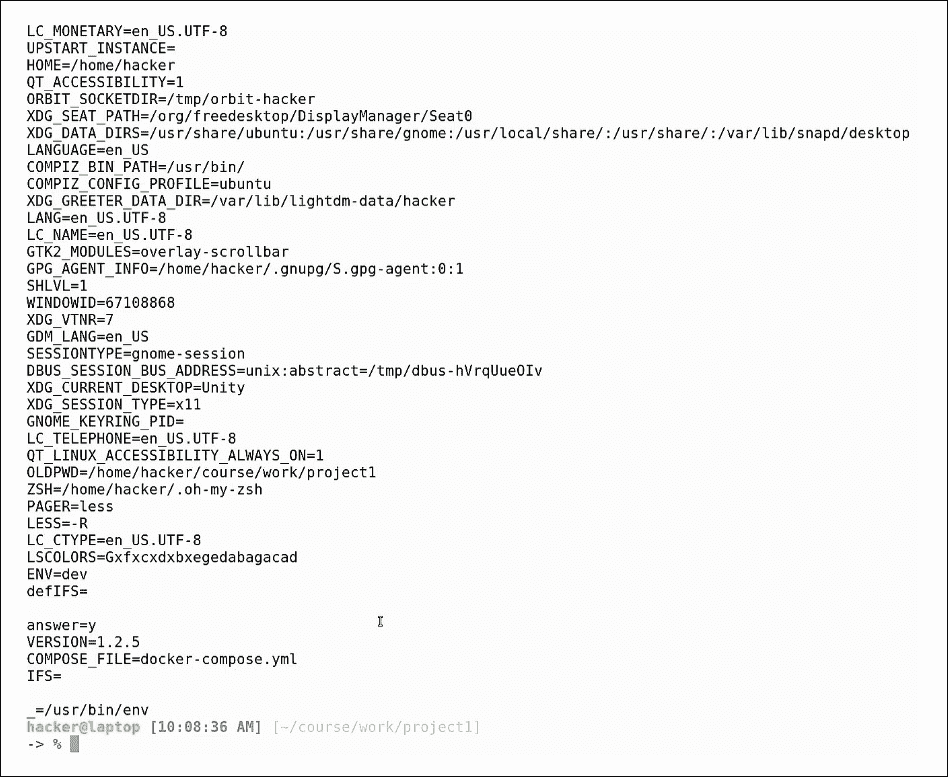 LC_MONETARY=en_US.UTF-8
UPSTART_INSTANCE=
HOME=/home/hacker
QT_ACCESSIBILITY=1
ORBIT_SOCKETDIR=/tmp/orbit-hacker
XDG_SEAT_PATH=/org/freedesktop/DisplayManager/Seat0
XDG_DATA_DIRS=/usr/share/ubuntu:/usr/share/gnome:/usr/local/share/:/usr/share/:/var/lib/snapd/desktop
LANGUAGE=en_US
COMPIZ_BIN_PATH=/usr/bin/
COMPIZ_CONFIG_PROFILE=ubuntu
XDG_GREETER_DATA_DIR=/var/lib/lightdm-data/hacker
LANG=en_US.UTF-8
LC_NAME=en_US.UTF-8
GTK2_MODULES=overlay-scrollbar
GPG_AGENT_INFO=/home/hacker/.gnupg/S.gpg-agent:0:1
SHLVL=1
WINDOWID=67108868
XDG_VTNR=7
GDM_LANG=en_US
SESSIONTYPE=gnome-session
DBUS_SESSION_BUS_ADDRESS=unix:abstract=/tmp/dbus-hVrqUueOIv
XDG_CURRENT_DESKTOP=Unity
XDG_SESSION_TYPE=x11
GNOME_KEYRING_PID=
LC_TELEPHONE=en_US.UTF-8
QT_LINUX_ACCESSIBILITY_ALWAYS_ON=1
OLDPWD=/home/hacker/course/work/project1
ZSH=/home/hacker/.oh-my-zsh
PAGER=less
LESS=-R
LC_CTYPE=en_US.UTF-8
LSCOLORS=Gxfxcxdxbxegedabagacad
ENV=dev
defIFS=
answer=y
VERSION=1.2.5
COMPOSE_FILE=docker-compose.yml
IFS=
_=/usr/bin/env
hacker@laptop [10:08:36 AM] [~/course/work/project1]
-> %